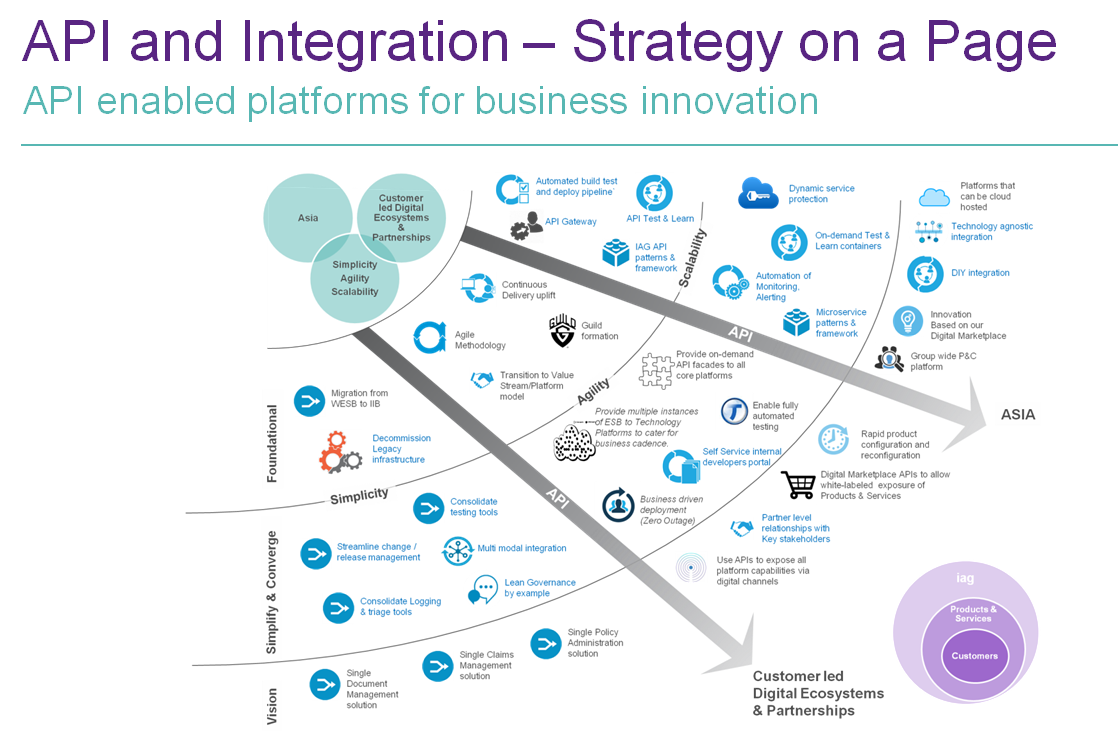 API and Integration – Strategy on a Page
API enabled platforms for business innovation
Asia
Customer
led Digital
Ecosystems
&
Partnerships
Simplicity
Agility
Scalability
Automated build test
and deploy pipeline`
API Gateway
API Test & Learn
IAG API
patterns &
framework
Scalability
Dynamic service
protection
On-demand Test &
Learn containers
Automation of
Monitoring,
Alerting
Microservice
patterns &
framework
Platforms that
can be cloud
hosted
Technology agnostic
integration
DIY integration
Innovation
Based on our
Digital Marketplace
Group wide P&C
platform
API
ASIA
Continuous
Delivery uplift
Agile
Methodology
GUILD
Guild
formation
Transition to Value
Stream/Platform
model
Agility
Provide on-demand
API facades to all
core platforms
Provide multiple instances
of ESB to Technology
Platforms to cater for
business cadence.
T
Enable fully
automated
testing
Self Service internal
developers portal
Business driven
deployment
(Zero Outage)
Rapid product
configuration and
reconfiguration
Digital Marketplace APIs to allow
white-labeled exposure of
Products & Services
Partner level
relationships with
Key stakeholders
Use APIs to expose all
platform capabilities via
digital channels
API
Customer led
Digital Ecosystems
& Partnerships
Foundational
Migration from
WESB to IIB
Decommission
Legacy
infrastructure
Simplicity
Simplify & Converge
Consolidate
testing tools
Streamline change /
release management
Multi modal integration
Consolidate Logging
& triage tools
Lean Governance
by example
Vision
Single
Document
Management
solution
Single Claims
Management
solution
Single Policy
Administration
solution
iag
Products &
Services
Customers